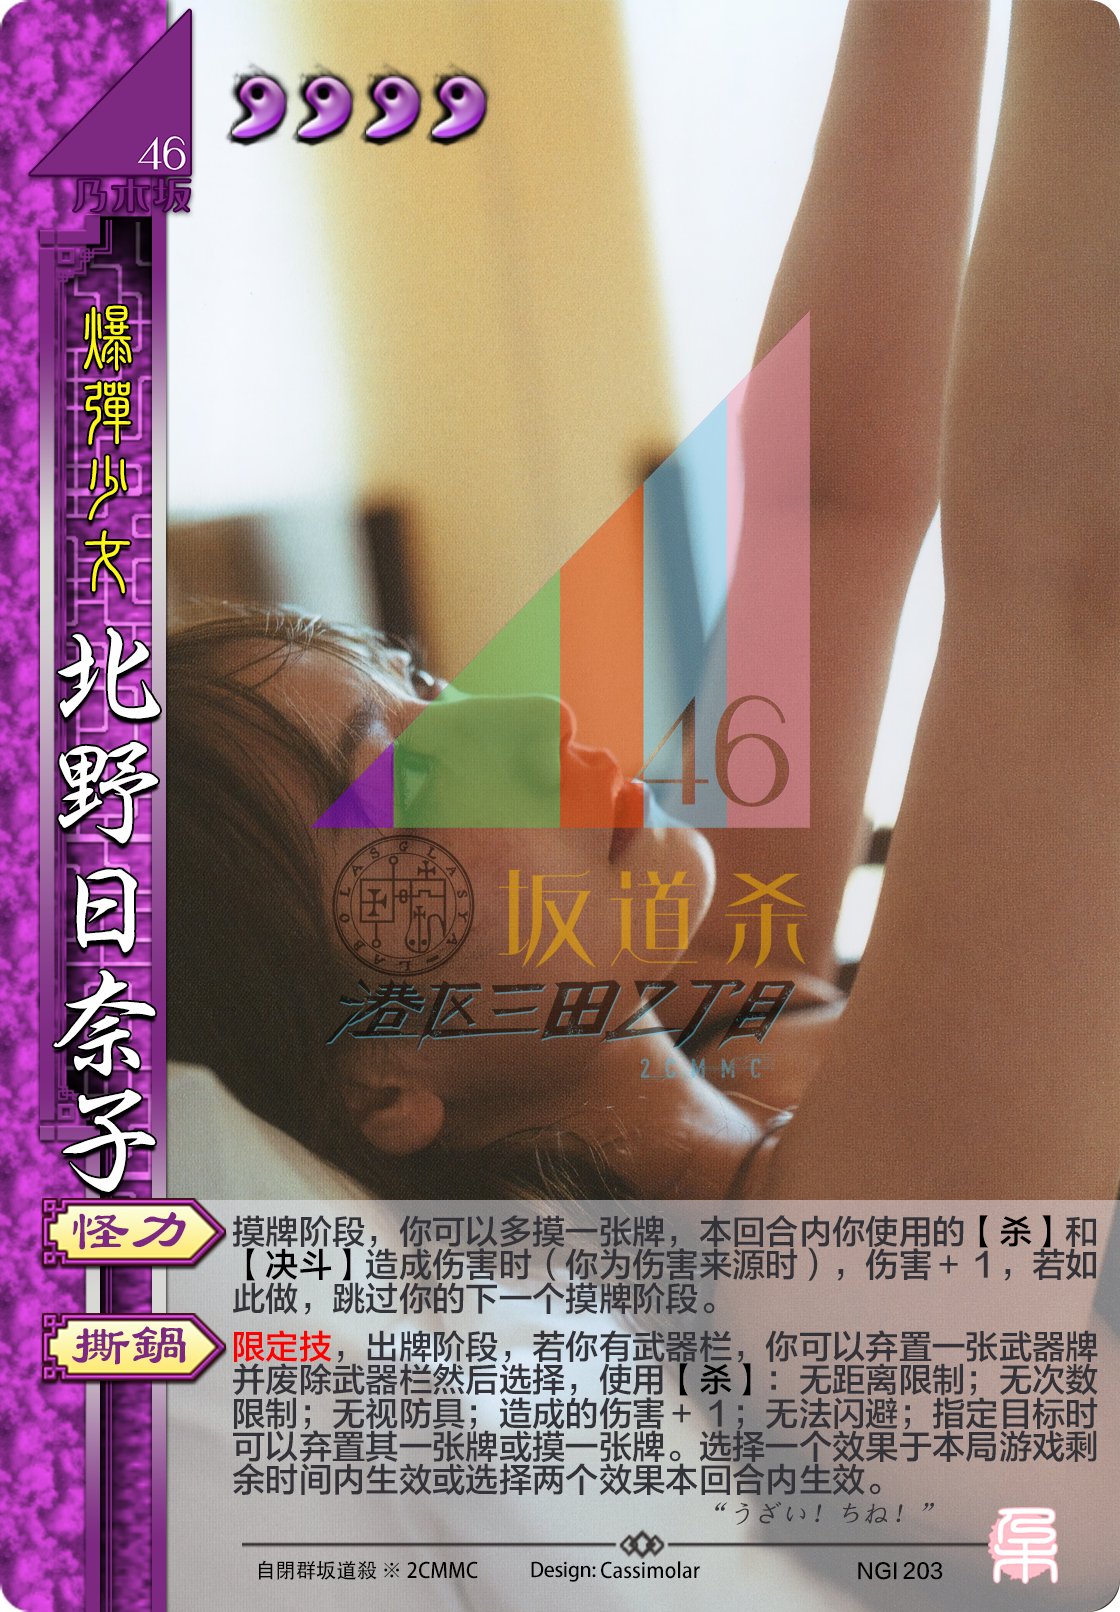 46
乃木坂
爆彈少女
北野日奈子
46
GLASYA-LABOLAS
坂道杀
港区三田2丁目
2CMMC
怪力
摸牌阶段，你可以多摸一张牌，本回合内你使用的【杀】和
【决斗】造成伤害时（你为伤害来源时），伤害＋１，若如
此做，跳过你的下一个摸牌阶段。
撕鍋
限定技，出牌阶段，若你有武器栏，你可以弃置一张武器牌
并废除武器栏然后选择，使用【杀】：无距离限制；无次数
限制；无视防具；造成的伤害＋１；无法闪避；指定目标时
可以弃置其一张牌或摸一张牌。选择一个效果于本局游戏剩
余时间内生效或选择两个效果本回合内生效。
“うざい！ちね！”
自閉群坂道殺 ※ 2CMMC
Design: Cassimolar
NGI 203